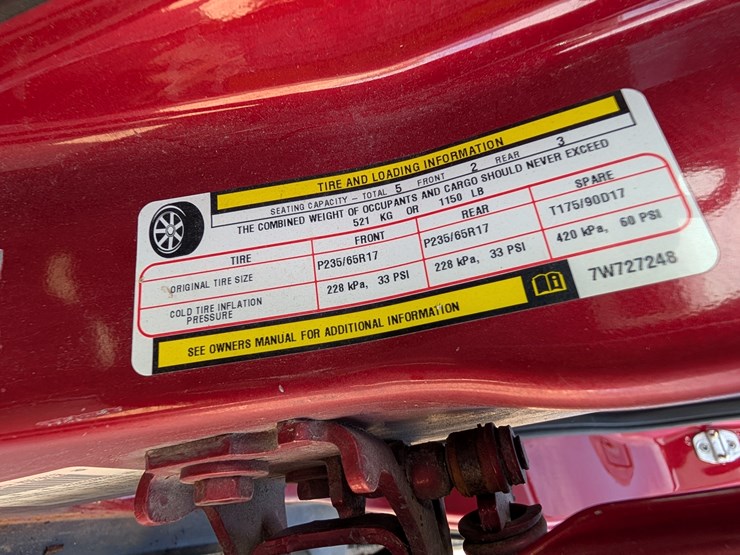 TIRE AND LOADING INFORMATION
SEATING CAPACITY – TOTAL 5 FRONT 2 REAR 3
THE COMBINED WEIGHT OF OCCUPANTS AND CARGO SHOULD NEVER EXCEED
521 KG OR 1150 LB
TIRE FRONT REAR SPARE
ORIGINAL TIRE SIZE P235/65R17 P235/65R17 T175/90D17
COLD TIRE INFLATION PRESSURE 228 kPa, 33 PSI 228 kPa, 33 PSI 420 kPa, 60 PSI
SEE OWNERS MANUAL FOR ADDITIONAL INFORMATION
7W727248